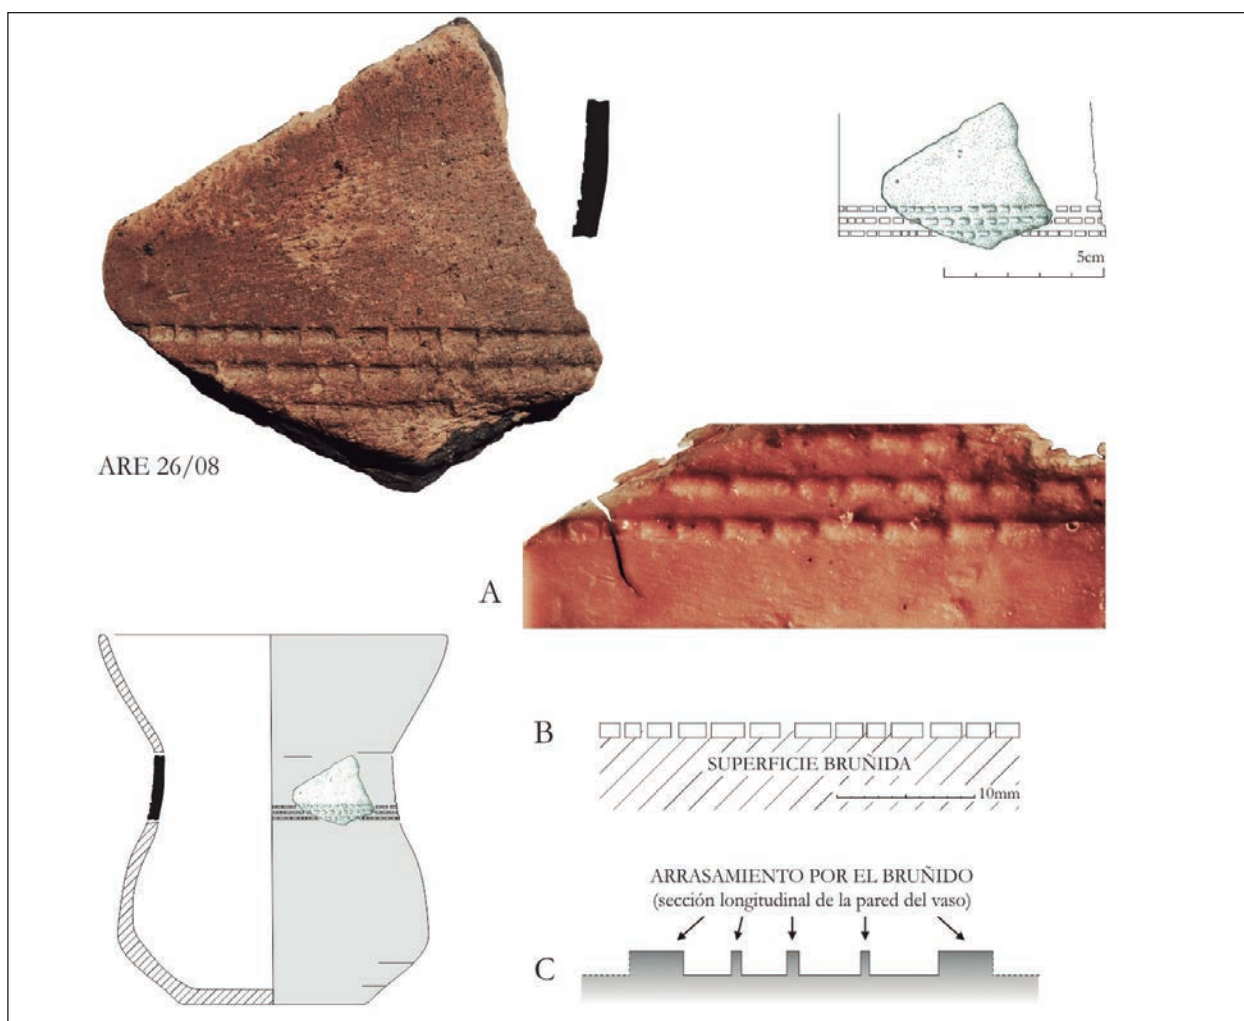 5cm
ARE 26/08
A
B
SUPERFICIE BRUÑIDA
10mm
ARRASAMIENTO POR EL BRUÑIDO
(sección longitudinal de la pared del vaso)
C